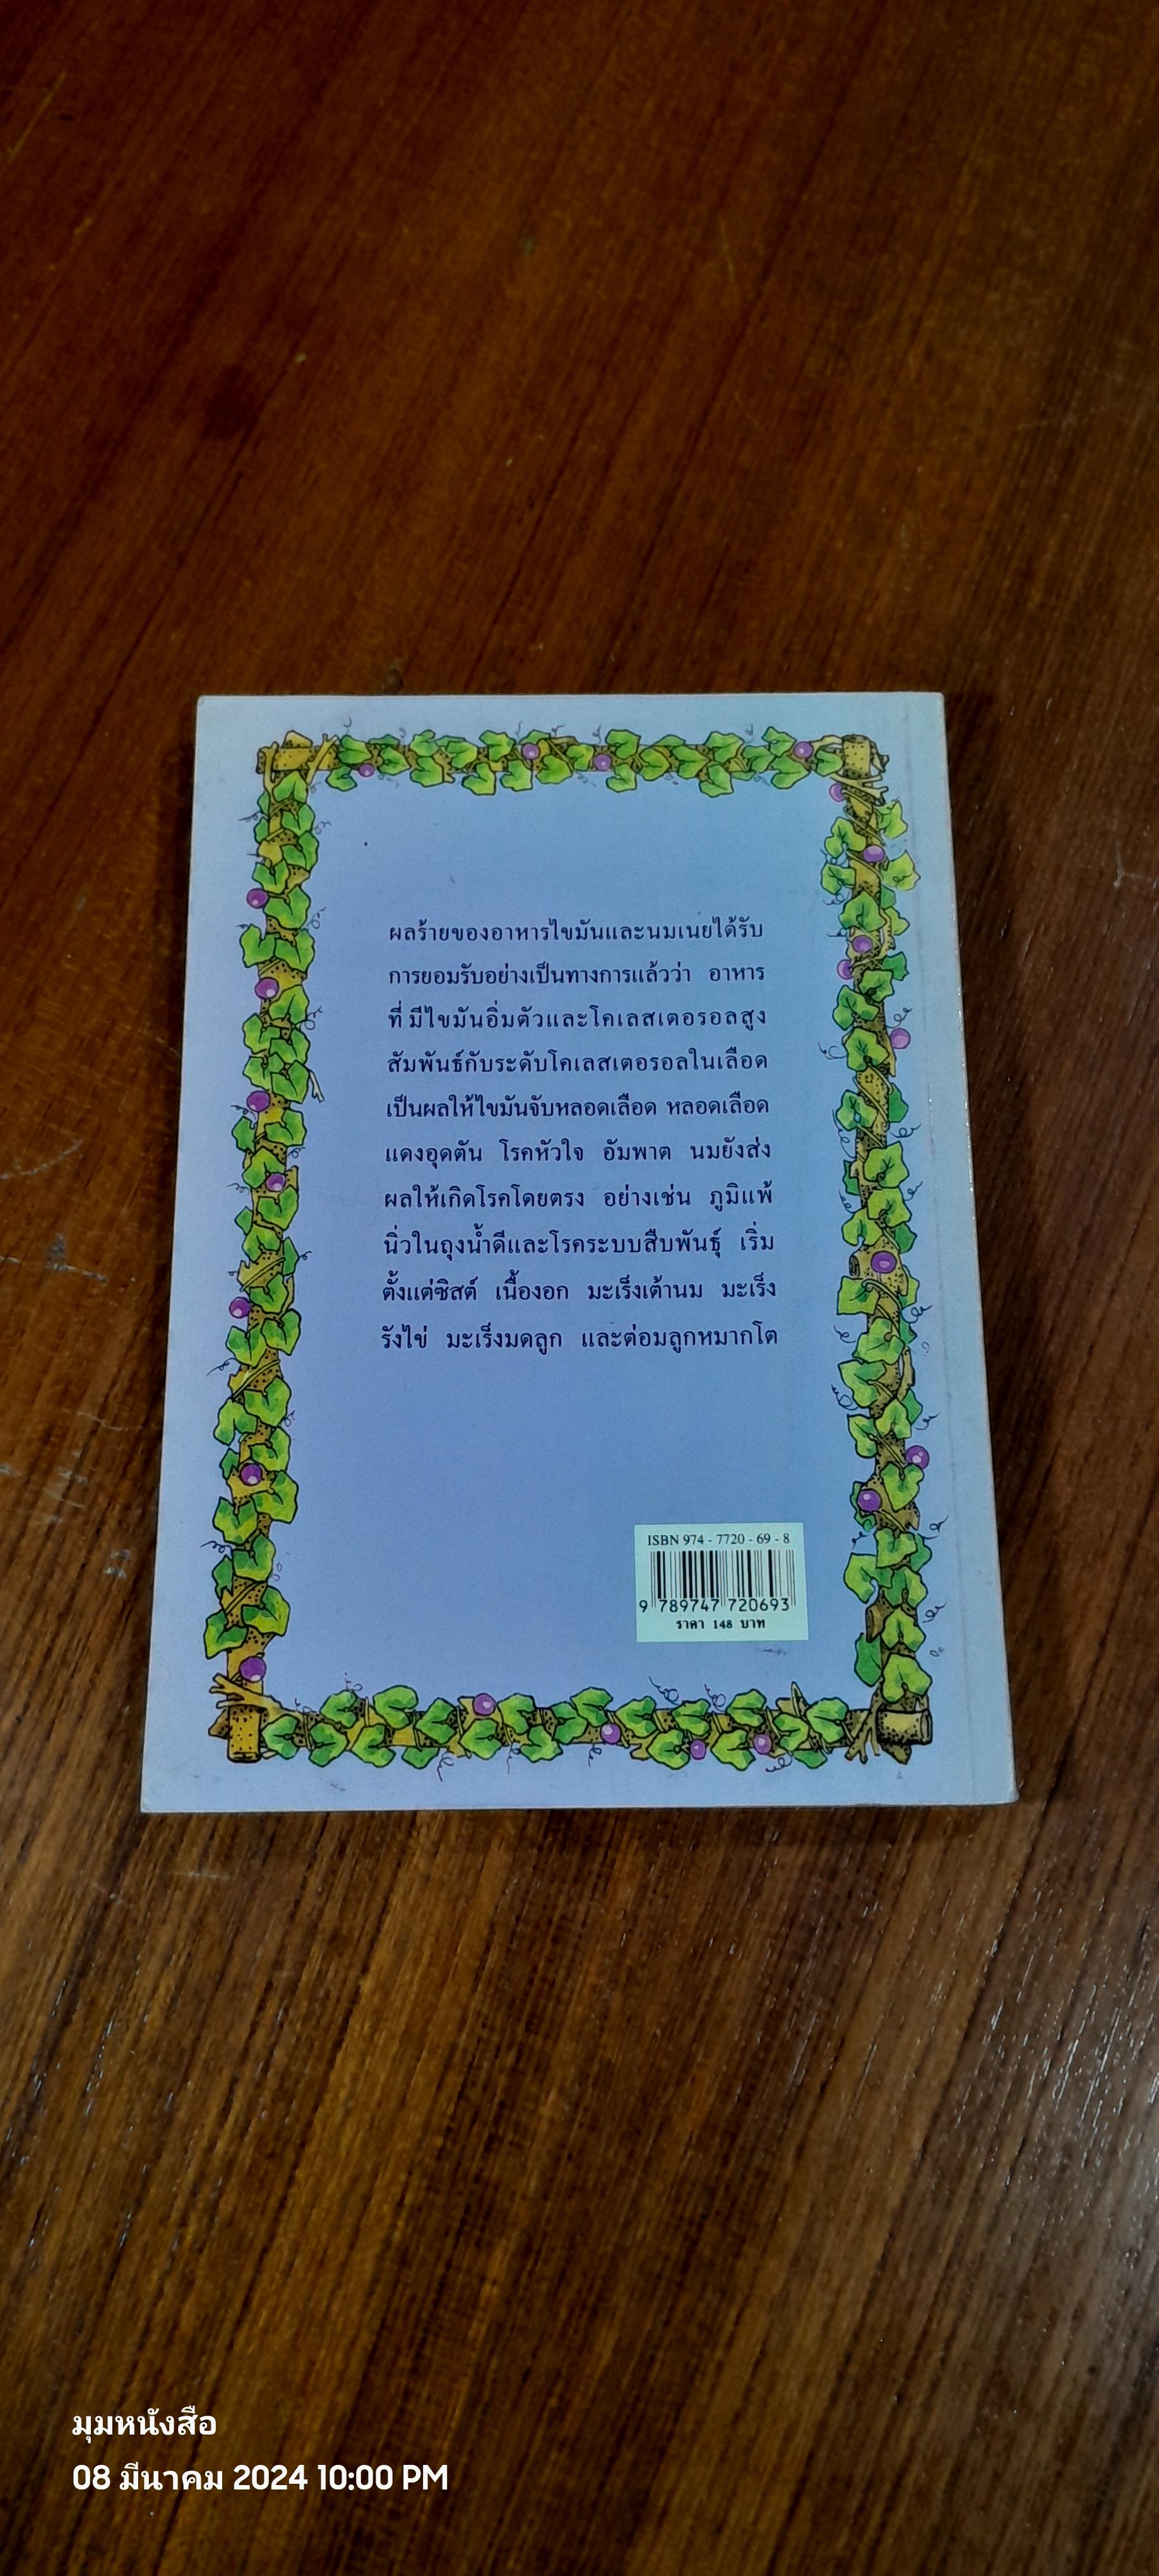 ผลร้ายของอาหารไขมันและนมเนยได้รับ
การยอมรับอย่างเป็นทางการแล้วว่า อาหาร
ที่มีไขมันอิ่มตัวและโคเลสเตอรอลสูง
สัมพันธ์กับระดับโคเลสเตอรอลในเลือด
เป็นผลให้ไขมันจับหลอดเลือด หลอดเลือด
แดงอุดตัน โรคหัวใจ อัมพาต นมยังส่ง
ผลให้เกิดโรคโดยตรง อย่างเช่น ภูมิแพ้
นิ่วในถุงน้ำดีและโรคระบบสืบพันธุ์ เริ่ม
ตั้งแต่ซิสต์ เนื้องอก มะเร็งเต้านม มะเร็ง
รังไข่ มะเร็งมดลูก และต่อมลูกหมากโต
ISBN 974 - 7720 - 69 - 8
9 789747 720693
ราคา 148 บาท
มุมหนังสือ
08 มีนาคม 2024 10:00 PM